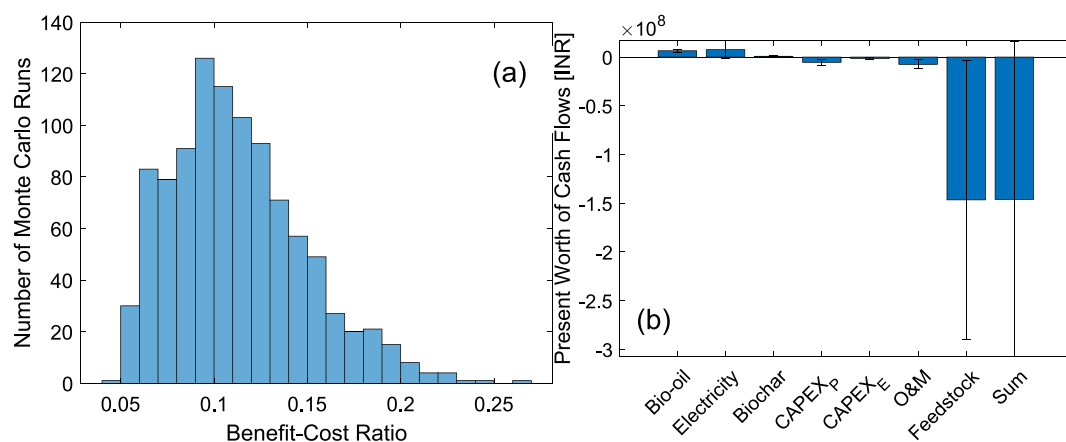 140
120
100
80
60
40
20
0
Number of Monte Carlo Runs
(a)
0.05
0.1
0.15
0.2
0.25
Benefit-Cost Ratio
×10^8
0
-0.5
-1
-1.5
-2
-2.5
-3
Present Worth of Cash Flows [INR]
(b)
Bio-oil
Electricity
Biochar
CAPEX_P
CAPEX_E
O&M
Feedstock
Sum